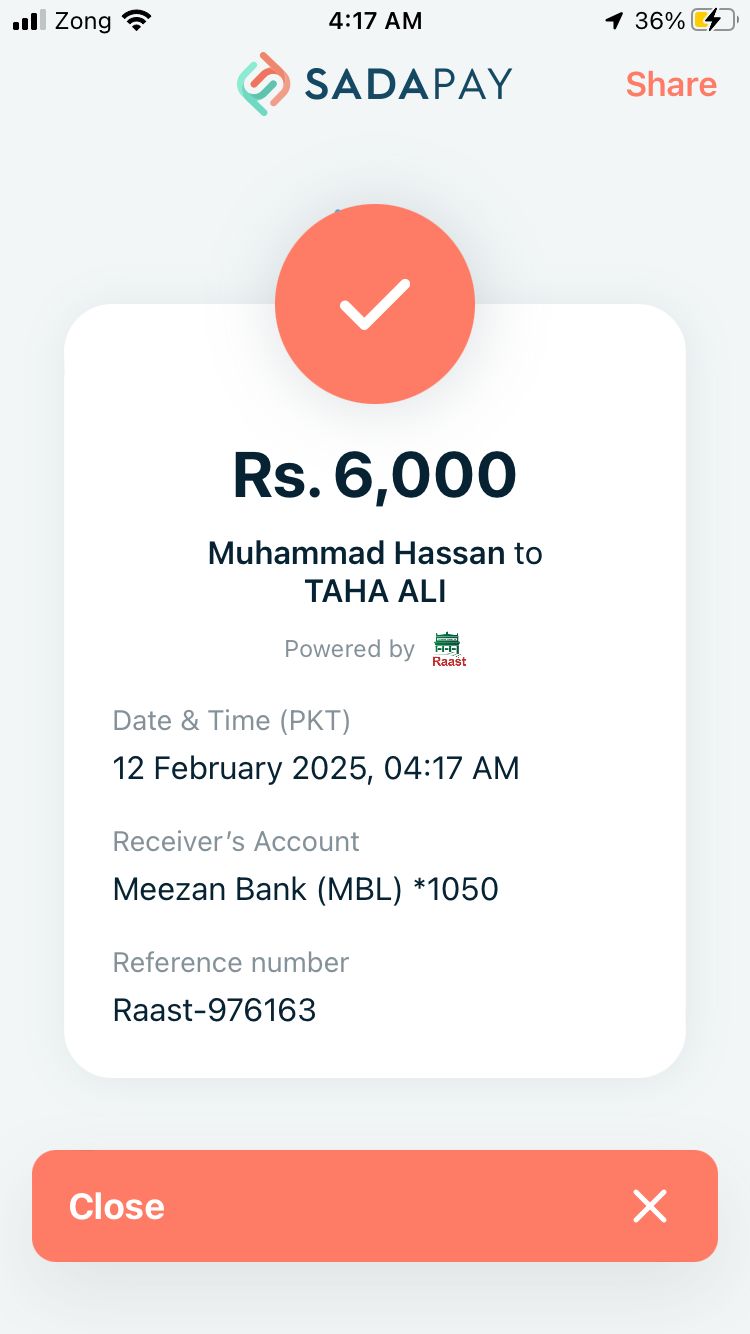 Zong 4:17 AM 36%
SADAPAY Share
Rs. 6,000
Muhammad Hassan to
TAHA ALI
Powered by Raast
Date & Time (PKT)
12 February 2025, 04:17 AM
Receiver’s Account
Meezan Bank (MBL) *1050
Reference number
Raast-976163
Close